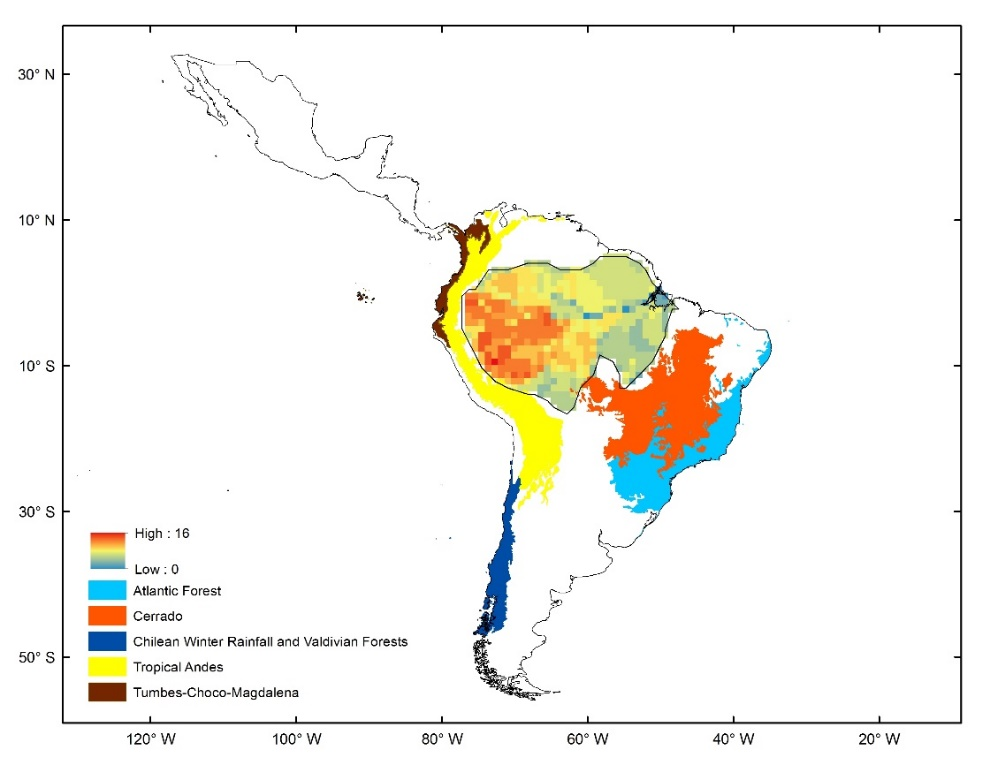 30° N
10° N
10° S
30° S
50° S
High : 16
Low : 0
Atlantic Forest
Cerrado
Chilean Winter Rainfall and Valdivian Forests
Tropical Andes
Tumbes-Choco-Magdalena
120° W 100° W 80° W 60° W 40° W 20° W